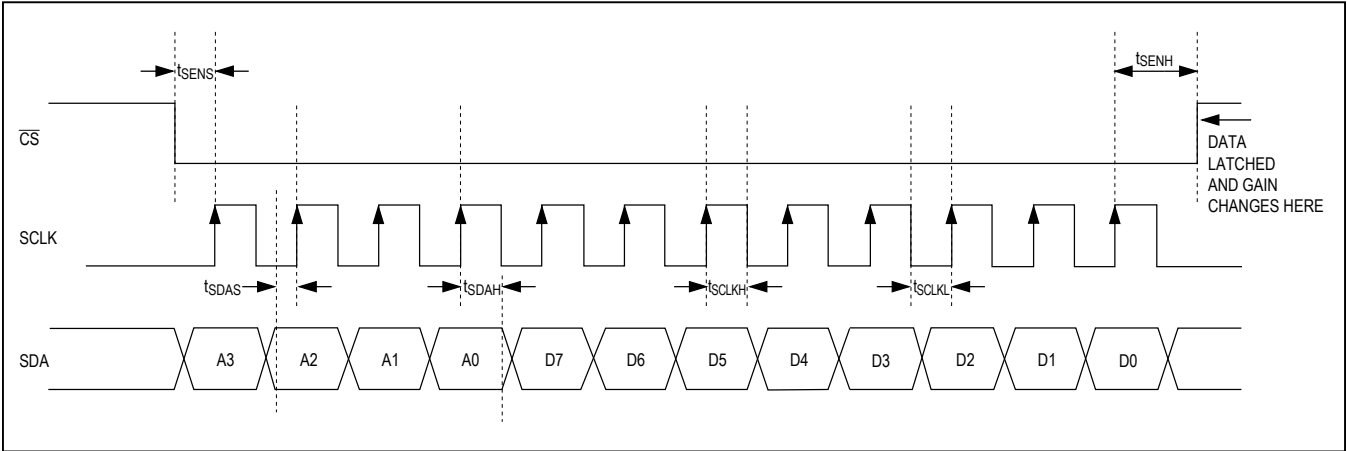 tSENS
tSENH
CS
DATA
LATCHED
AND GAIN
CHANGES HERE
SCLK
tSDAS
tSDAH
tSCLKH
tSCLKL
SDA
A3 A2 A1 A0 D7 D6 D5 D4 D3 D2 D1 D0